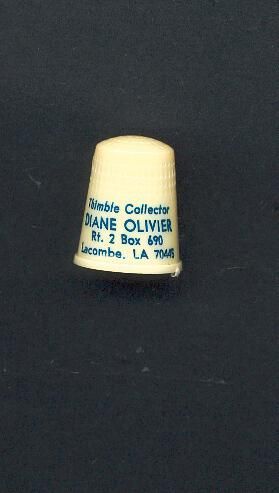 Thimble Collector
DIANE OLIVIER
Rt. 2 Box 690
Lacombe, LA 70445